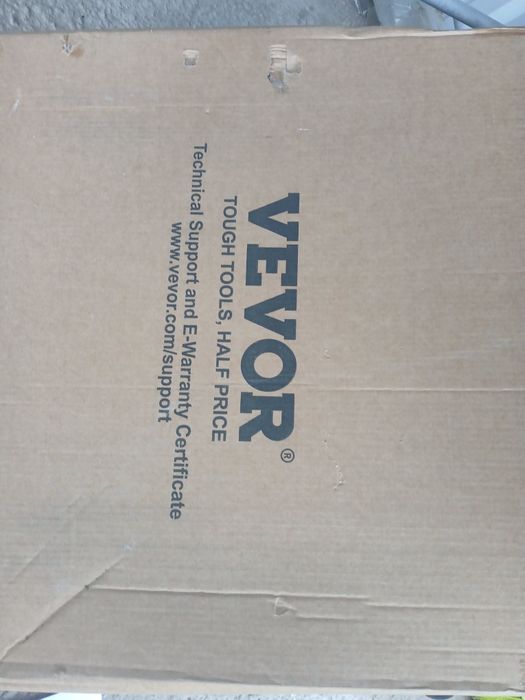 VEVOR®
TOUGH TOOLS, HALF PRICE
Technical Support and E-Warranty Certificate
www.vevor.com/support